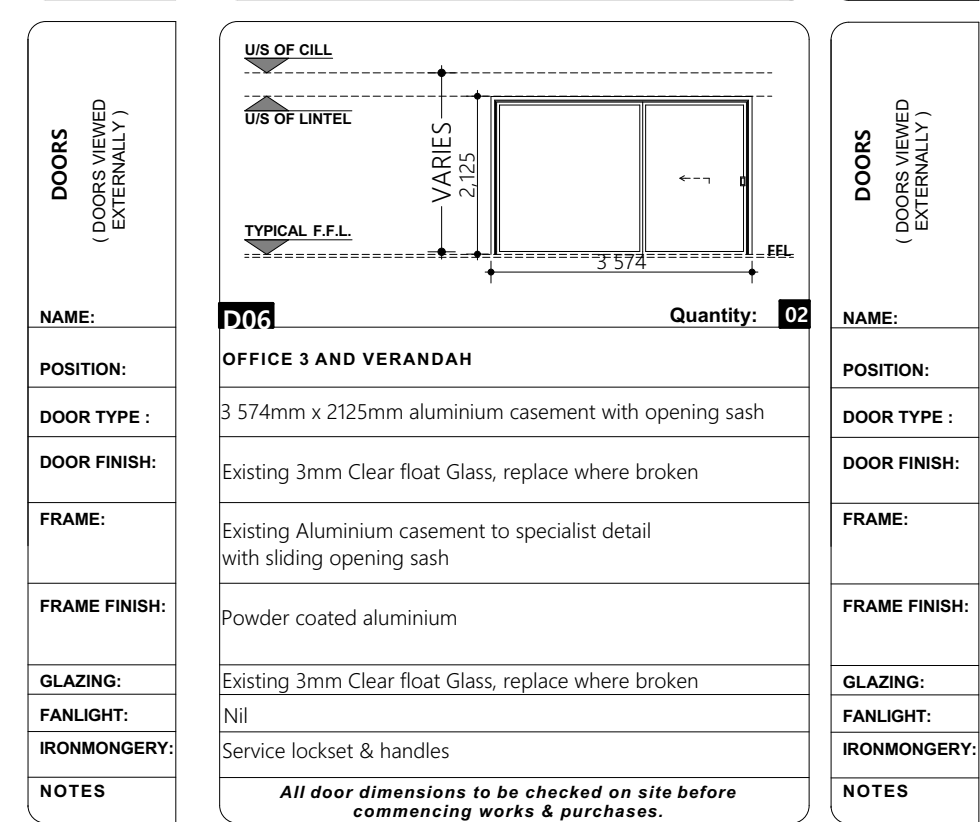 DOORS
( DOORS VIEWED
EXTERNALLY )
U/S OF CILL
U/S OF LINTEL
VARIES
2,125
TYPICAL F.F.L.
FFL
3 574
NAME:
D06
Quantity: 02
POSITION:
OFFICE 3 AND VERANDAH
DOOR TYPE :
3 574mm x 2125mm aluminium casement with opening sash
DOOR FINISH:
Existing 3mm Clear float Glass, replace where broken
FRAME:
Existing Aluminium casement to specialist detail
with sliding opening sash
FRAME FINISH:
Powder coated aluminium
GLAZING:
Existing 3mm Clear float Glass, replace where broken
FANLIGHT:
Nil
IRONMONGERY:
Service lockset & handles
NOTES
All door dimensions to be checked on site before
commencing works & purchases.
DOORS
( DOORS VIEWED
EXTERNALLY )
NAME:
POSITION:
DOOR TYPE :
DOOR FINISH:
FRAME:
FRAME FINISH:
GLAZING:
FANLIGHT:
IRONMONGERY:
NOTES